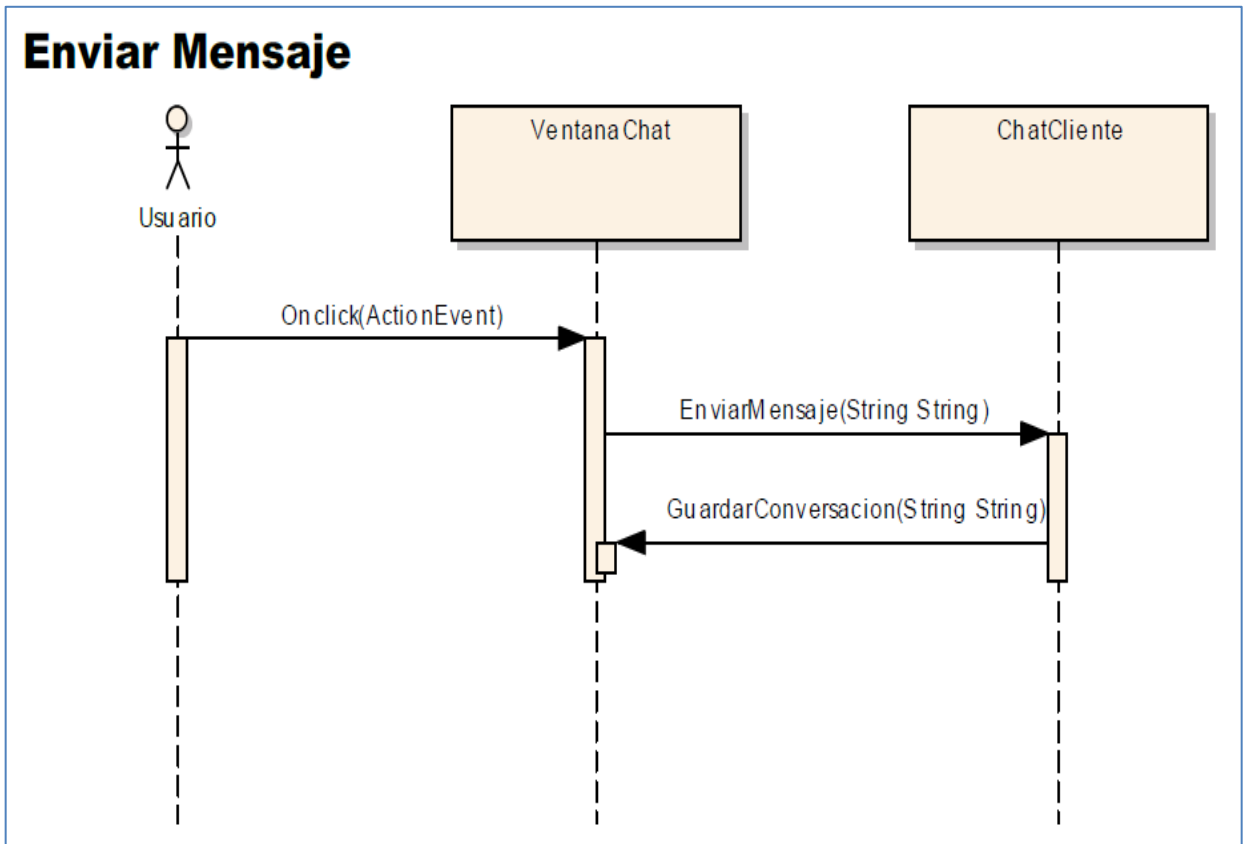 Enviar Mensaje
VentanaChat
ChatCliente
Usuario
Onclick(ActionEvent)
EnviarMensaje(String String)
GuardarConversacion(String String)